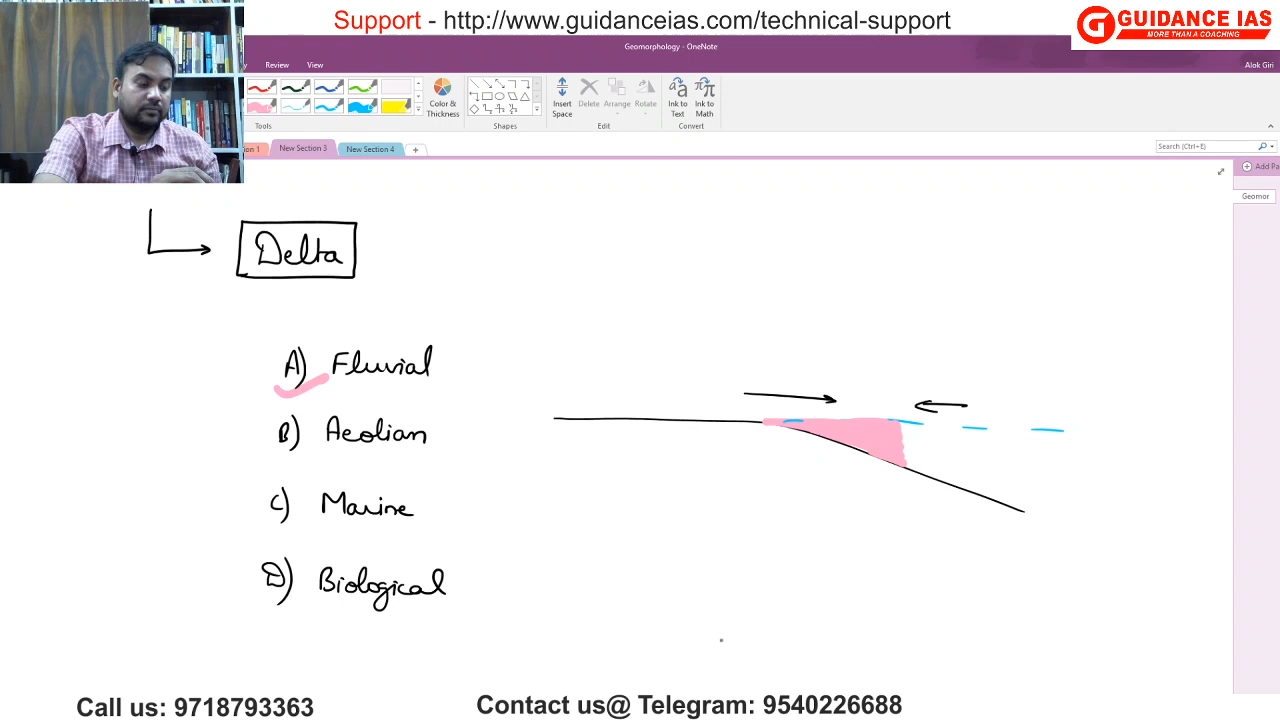 Support - http://www.guidanceias.com/technical-support
GUIDANCE IAS
MORE THAN A COACHING
Geomorphology - OneNote
Review View
Alok Giri
Color & Thickness
Insert Space
Delete
Arrange
Rotate
Ink to Text
Ink to Math
Tools
Shapes
Edit
Convert
New Section 3
New Section 4
Search (Ctrl+E)
Add Pa
Geomor
Delta
A) Fluvial
B) Aeolian
C) Marine
D) Biological
Call us: 9718793363
Contact us@ Telegram: 9540226688